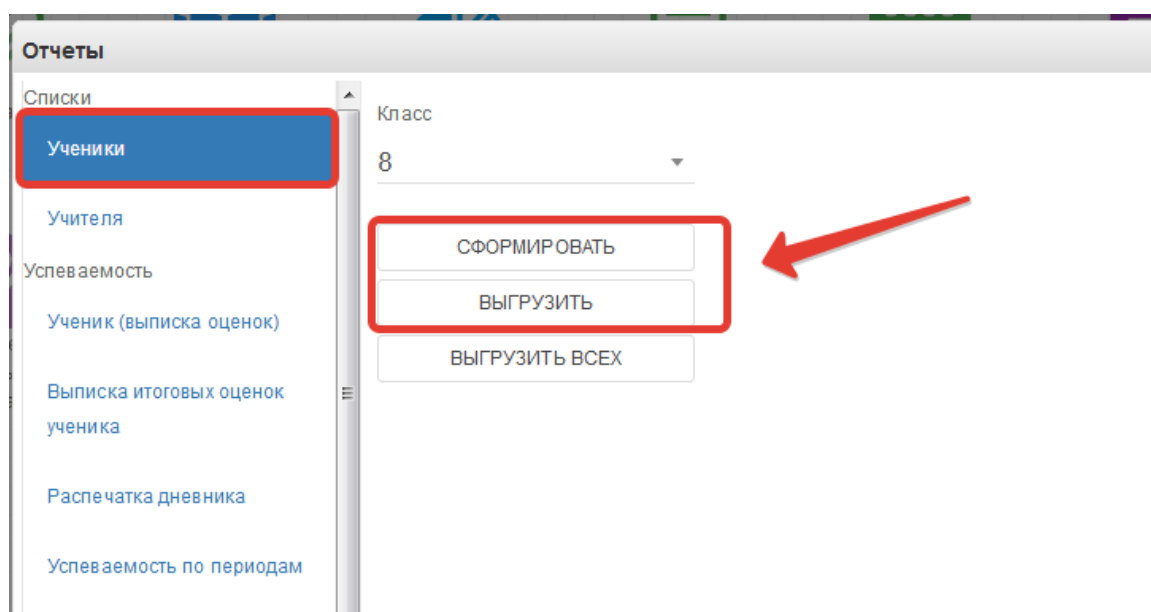 Отчеты
Списки
Ученики
Учителя
Успеваемость
Ученик (выписка оценок)
Выписка итоговых оценок
ученика
Распечатка дневника
Успеваемость по периодам
Класс
8
СФОРМИРОВАТЬ
ВЫГРУЗИТЬ
ВЫГРУЗИТЬ ВСЕХ